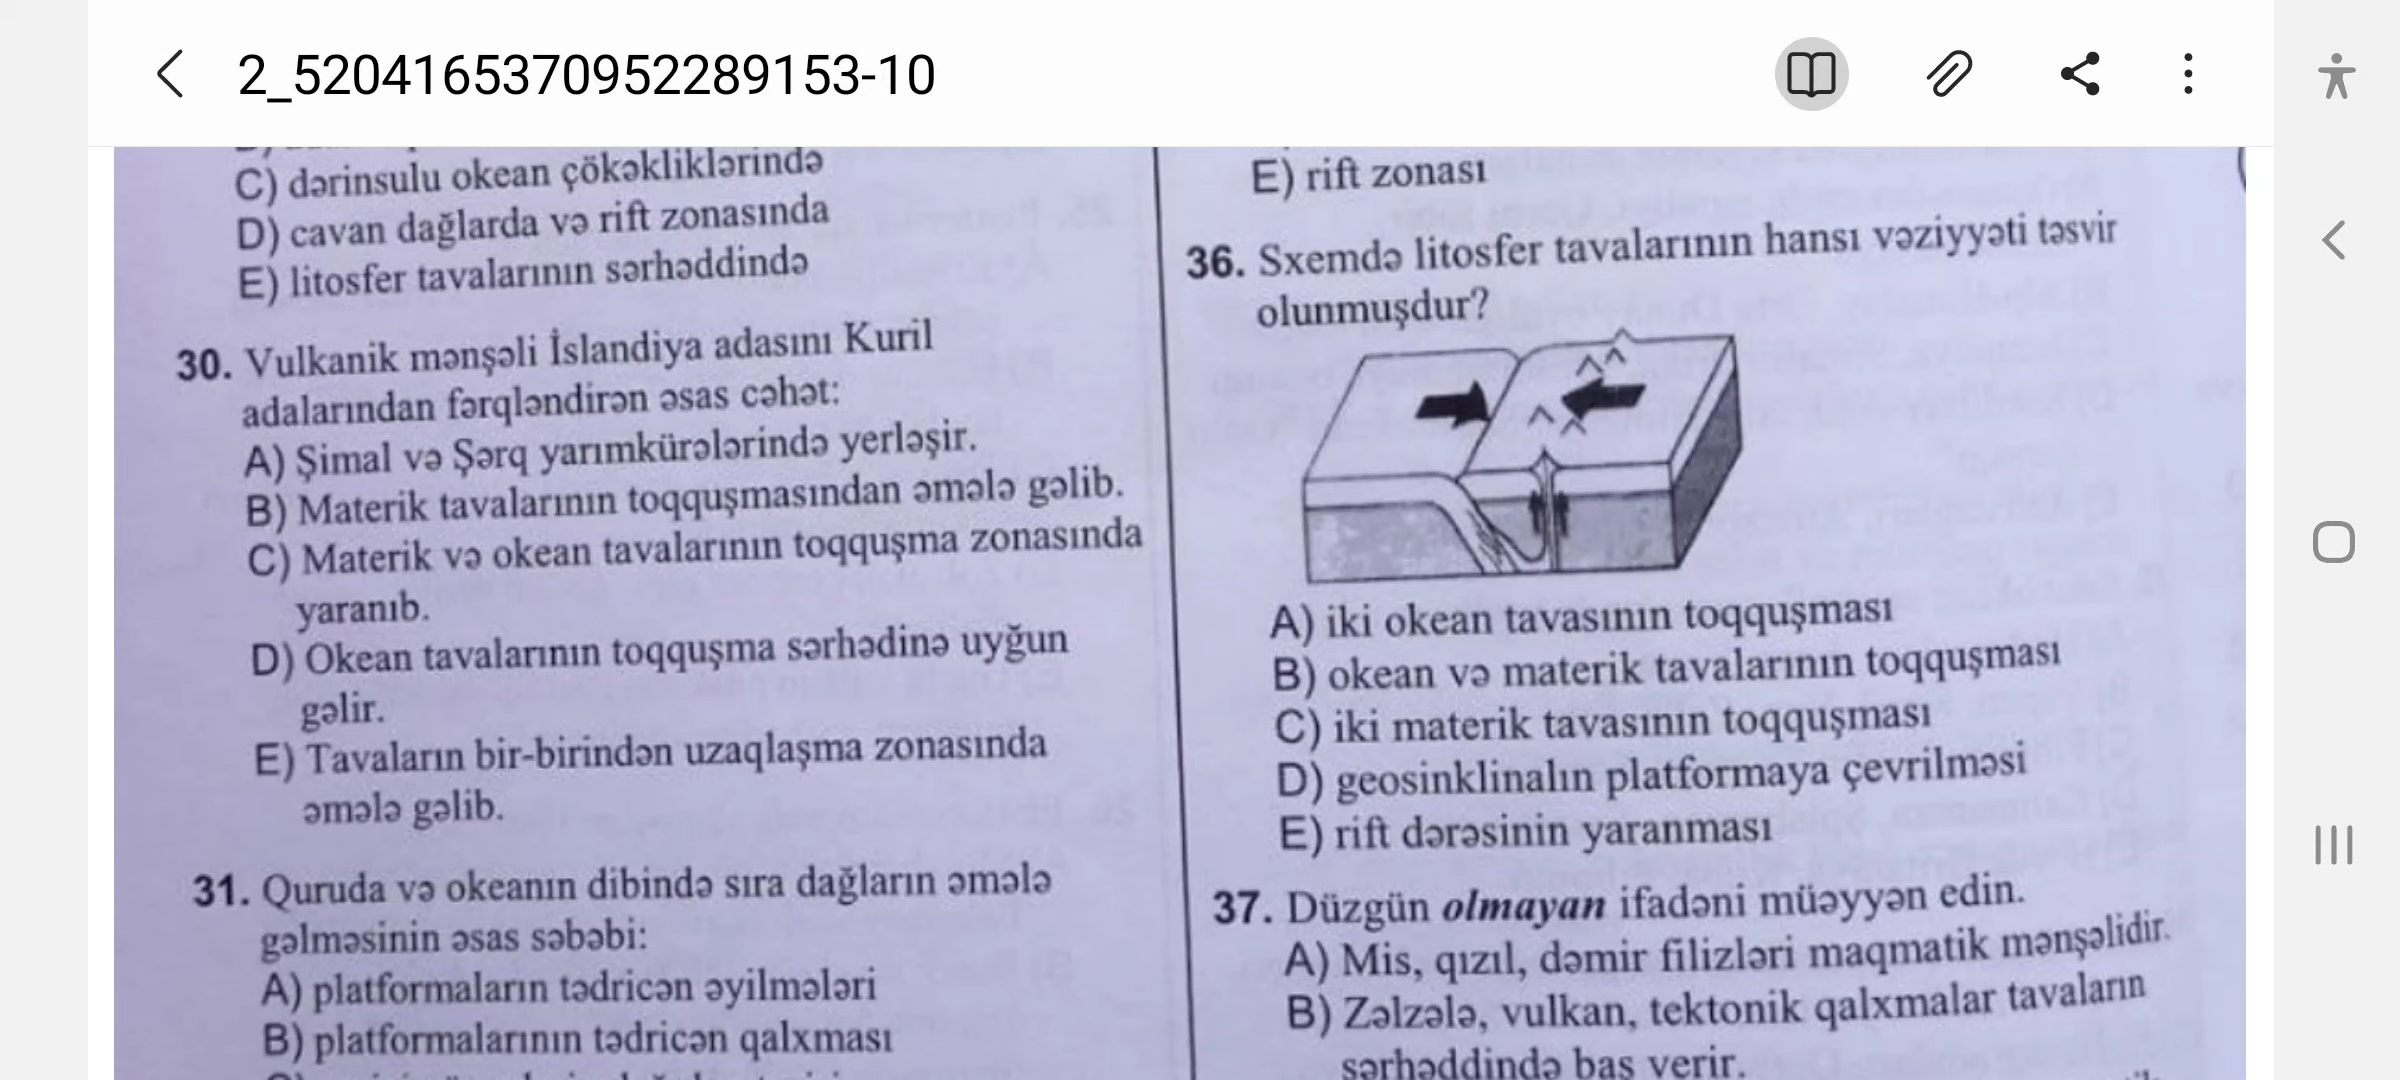 2_5204165370952289153-10
C) dərinsulu okean çökəkliklərində
D) cavan dağlarda və rift zonasında
E) litosfer tavalarının sərhəddində
30. Vulkanik mənşəli İslandiya adasını Kuril
adalarından fərqləndirən əsas cəhət:
A) Şimal və Şərq yarımkürələrində yerləşir.
B) Materik tavalarının toqquşmasından əmələ gəlib.
C) Materik və okean tavalarının toqquşma zonasında
yaranıb.
D) Okean tavalarının toqquşma sərhədinə uyğun
gəlir.
E) Tavaların bir-birindən uzaqlaşma zonasında
əmələ gəlib.
31. Quruda və okeanın dibində sıra dağların əmələ
gəlməsinin əsas səbəbi:
A) platformaların tədricən əyilmələri
B) platformalarının tədricən qalxması
E) rift zonası
36. Sxemdə litosfer tavalarının hansı vəziyyəti təsvir
olunmuşdur?
A) iki okean tavasının toqquşması
B) okean və materik tavalarının toqquşması
C) iki materik tavasının toqquşması
D) geosinklinalın platformaya çevrilməsi
E) rift dərəsinin yaranması
37. Düzgün olmayan ifadəni müəyyən edin.
A) Mis, qızıl, dəmir filizləri maqmatik mənşəlidir.
B) Zəlzələ, vulkan, tektonik qalxmalar tavaların
sərhəddində baş verir.